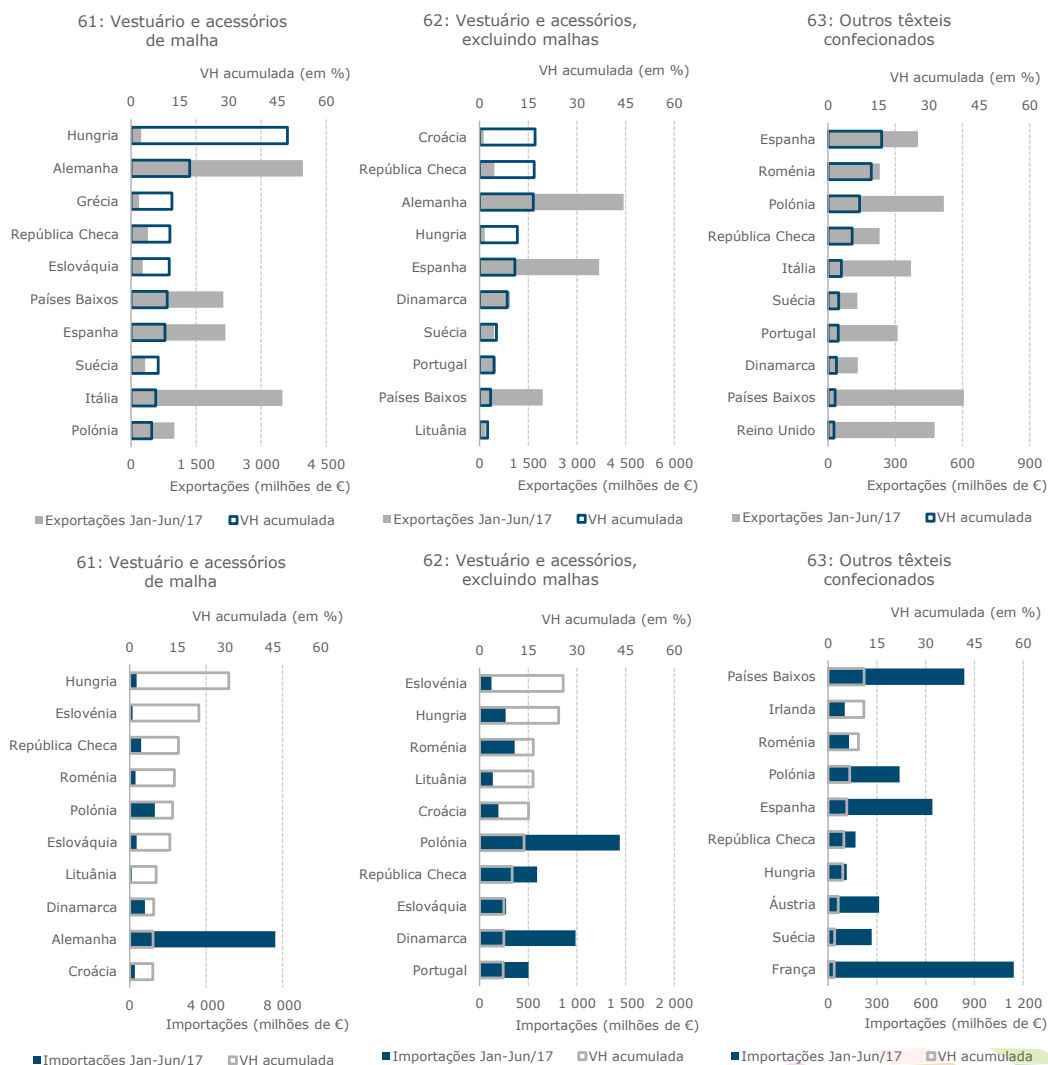 61: Vestuário e acessórios
de malha
VH acumulada (em %)
0 15 30 45 60
Hungria
Alemanha
Grécia
República Checa
Eslováquia
Países Baixos
Espanha
Suécia
Itália
Polónia
0 1 500 3 000 4 500
Exportações (milhões de €)
Exportações Jan-Jun/17 VH acumulada
62: Vestuário e acessórios,
excluindo malhas
VH acumulada (em %)
0 15 30 45 60
Croácia
República Checa
Alemanha
Hungria
Espanha
Dinamarca
Suécia
Portugal
Países Baixos
Lituânia
0 1 500 3 000 4 500 6 000
Exportações (milhões de €)
Exportações Jan-Jun/17 VH acumulada
63: Outros têxteis
confecionados
VH acumulada (em %)
0 15 30 45 60
Espanha
Roménia
Polónia
República Checa
Itália
Suécia
Portugal
Dinamarca
Países Baixos
Reino Unido
0 300 600 900
Exportações (milhões de €)
Exportações Jan-Jun/17 VH acumulada
61: Vestuário e acessórios
de malha
VH acumulada (em %)
0 15 30 45 60
Hungria
Eslovénia
República Checa
Roménia
Polónia
Eslováquia
Lituânia
Dinamarca
Alemanha
Croácia
0 4 000 8 000
Importações (milhões de €)
Importações Jan-Jun/17 VH acumulada
62: Vestuário e acessórios,
excluindo malhas
VH acumulada (em %)
0 15 30 45 60
Eslovénia
Hungria
Roménia
Lituânia
Croácia
Polónia
República Checa
Eslováquia
Dinamarca
Portugal
0 500 1 000 1 500 2 000
Importações (milhões de €)
Importações Jan-Jun/17 VH acumulada
63: Outros têxteis
confecionados
VH acumulada (em %)
0 15 30 45 60
Países Baixos
Irlanda
Roménia
Polónia
Espanha
República Checa
Hungria
Áustria
Suécia
França
0 300 600 900 1 200
Importações (milhões de €)
Importações Jan-Jun/17 VH acumulada